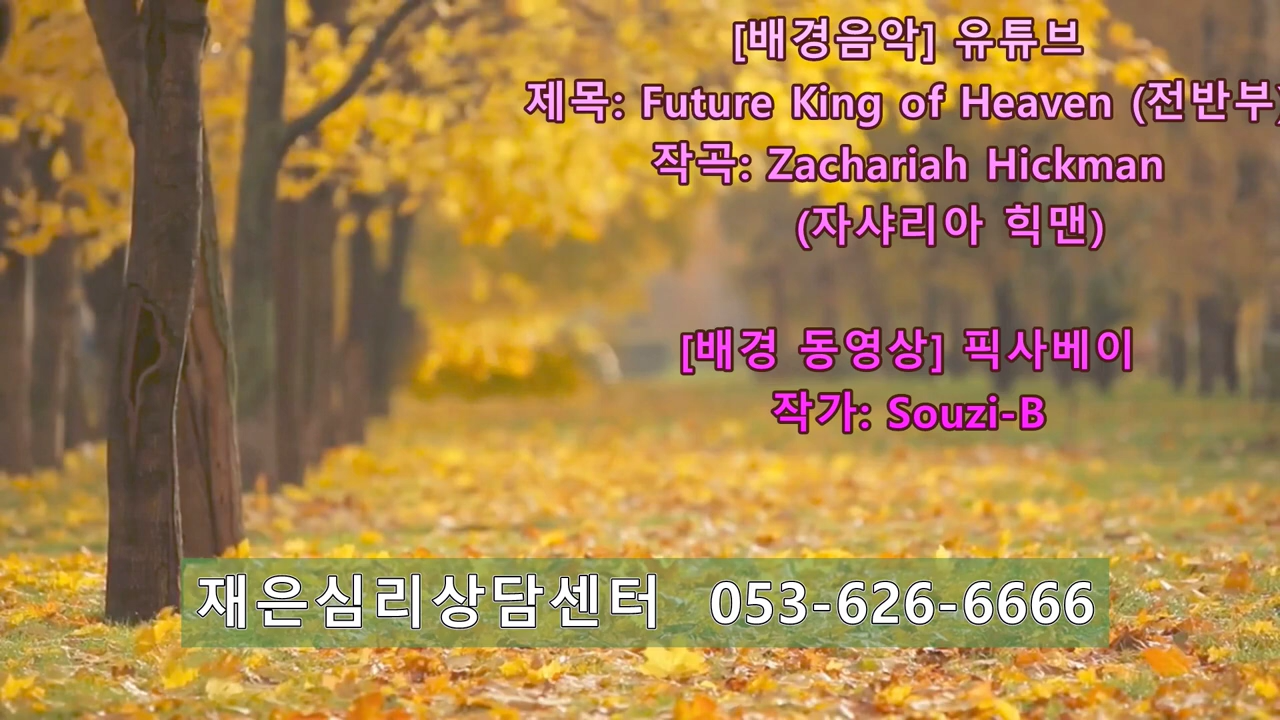 [배경음악] 유튜브
제목: Future King of Heaven (전반부)
작곡: Zachariah Hickman
(자샤리아 힉맨)
[배경 동영상] 픽사베이
작가: Souzi-B
재은심리상담센터 053-626-6666